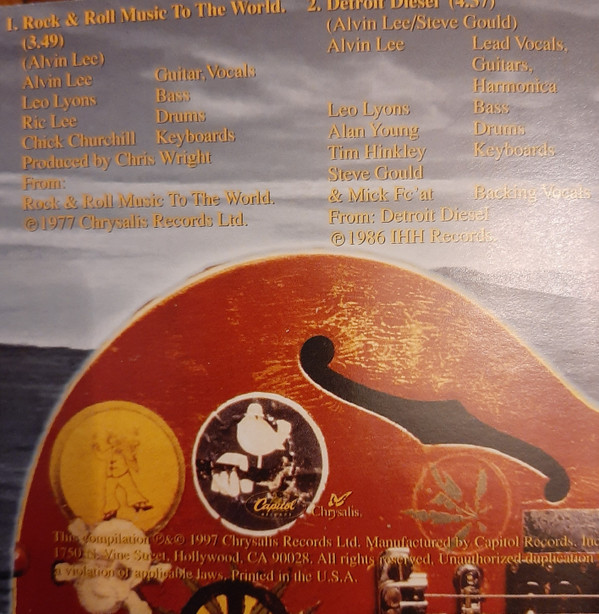 1. Rock & Roll Music To The World.
(3.49)
(Alvin Lee)
Alvin Lee Guitar, Vocals
Leo Lyons Bass
Ric Lee Drums
Chick Churchill Keyboards
Produced by Chris Wright
From:
Rock & Roll Music To The World.
℗1977 Chrysalis Records Ltd.
2. Detroit Diesel (4.37)
(Alvin Lee/Steve Gould)
Alvin Lee Lead Vocals,
Guitars,
Harmonica
Leo Lyons Bass
Alan Young Drums
Tim Hinkley Keyboards
Steve Gould
& Mick Fc'at Backing Vocals
From: Detroit Diesel
℗1986 IHH Records.
Capitol
RECORDS
Chrysalis.
This compilation ℗&© 1997 Chrysalis Records Ltd. Manufactured by Capitol Records, Inc
1750 N. Vine Street, Hollywood, CA 90028. All rights reserved. Unauthorized duplication
a violation of applicable laws. Printed in the U.S.A.